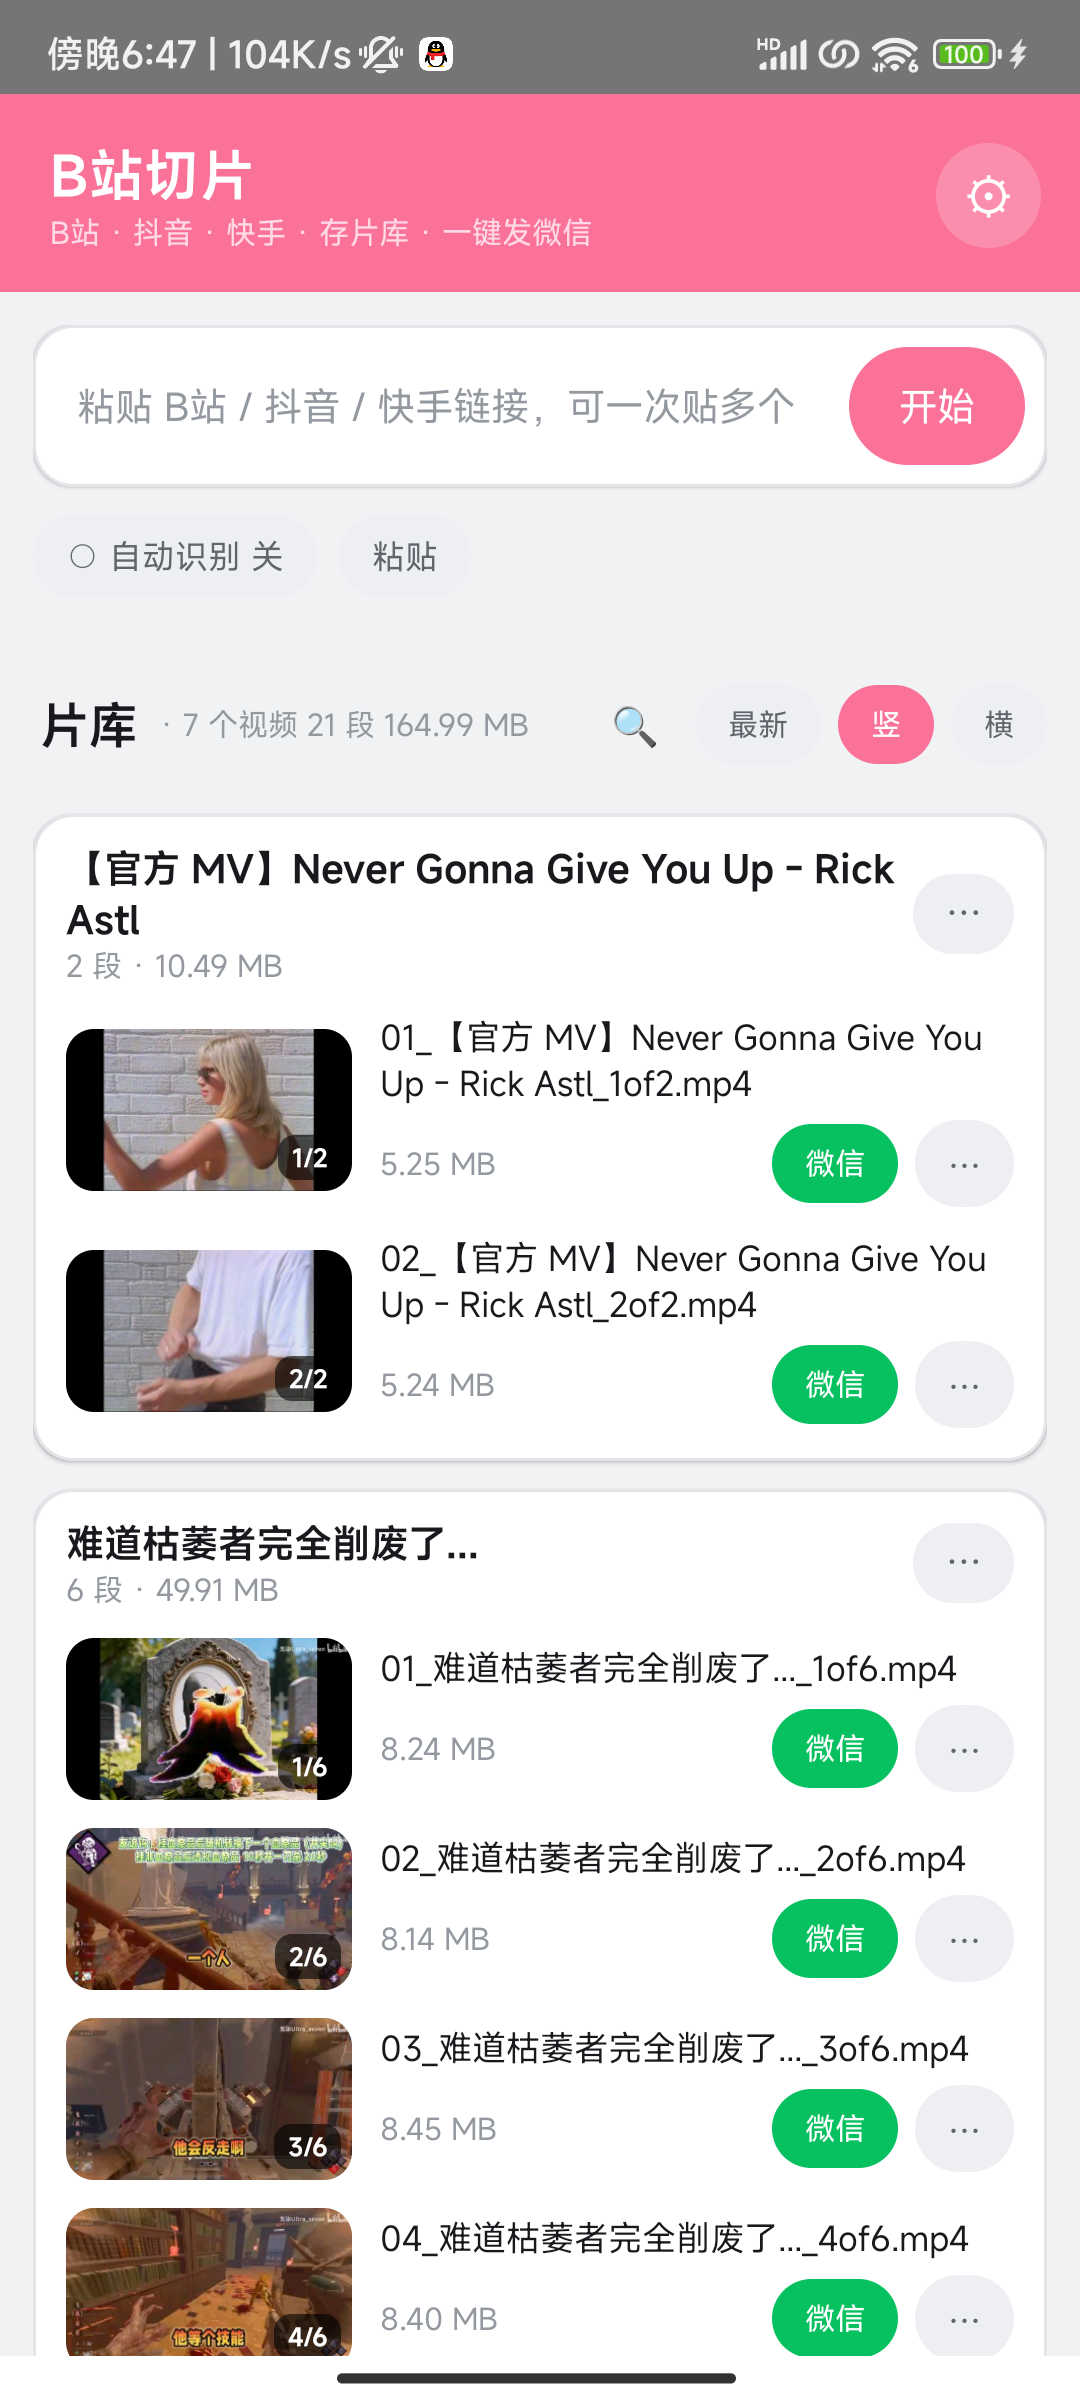 傍晚6:47 | 104K/s
HD
6
100
B站切片
B站 · 抖音 · 快手 · 存片库 · 一键发微信
粘贴 B站 / 抖音 / 快手链接，可一次贴多个
开始
自动识别 关
粘贴
片库 · 7 个视频 21 段 164.99 MB
最新
竖
横
【官方 MV】Never Gonna Give You Up - Rick
Astl
2 段 · 10.49 MB
...
01_【官方 MV】Never Gonna Give You
Up - Rick Astl_1of2.mp4
1/2
5.25 MB
微信
...
02_【官方 MV】Never Gonna Give You
Up - Rick Astl_2of2.mp4
2/2
5.24 MB
微信
...
难道枯萎者完全削废了...
6 段 · 49.91 MB
...
01_难道枯萎者完全削废了..._1of6.mp4
1/6
8.24 MB
微信
...
02_难道枯萎者完全削废了..._2of6.mp4
一个人
2/6
8.14 MB
微信
...
03_难道枯萎者完全削废了..._3of6.mp4
他会反走啊
3/6
8.45 MB
微信
...
04_难道枯萎者完全削废了..._4of6.mp4
他等个技能
4/6
8.40 MB
微信
...